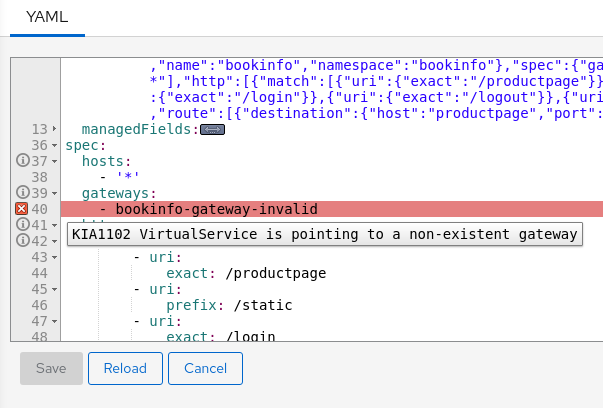 YAML
,"name":"bookinfo","namespace":"bookinfo"},"spec":{"ga
*"],"http":[{"match":[{"uri":{"exact":"/productpage"}}
:{"exact":"/login"}},{"uri":{"exact":"/logout"}},{"uri
,"route":[{"destination":{"host":"productpage","port":
13 managedFields:
36 spec:
37 hosts:
38 - '*'
39 gateways:
40 - bookinfo-gateway-invalid
41
KIA1102 VirtualService is pointing to a non-existent gateway
42
43 - uri:
44 exact: /productpage
45 - uri:
46 prefix: /static
47 - uri:
48 exact: /login
Save Reload Cancel